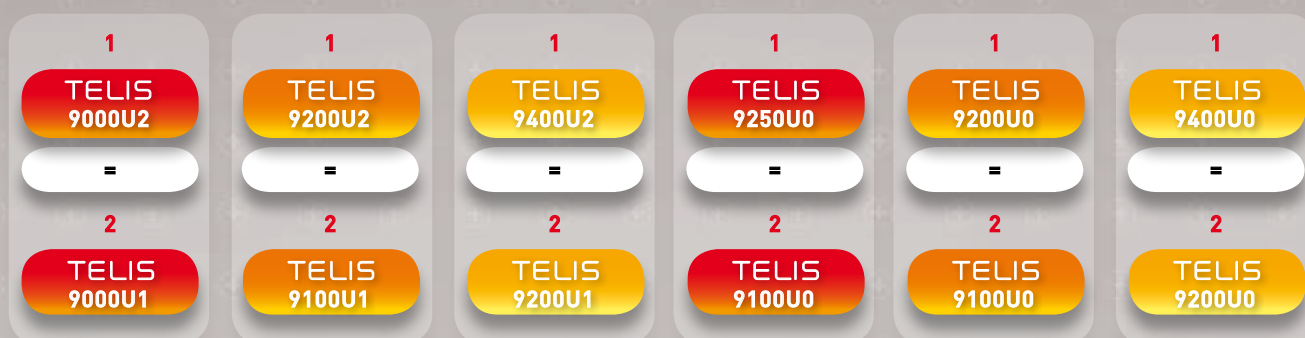 1
TELIS
9000U2
=
2
TELIS
9000U1
1
TELIS
9200U2
=
2
TELIS
9100U1
1
TELIS
9400U2
=
2
TELIS
9200U1
1
TELIS
9250U0
=
2
TELIS
9100U0
1
TELIS
9200U0
=
2
TELIS
9100U0
1
TELIS
9400U0
=
2
TELIS
9200U0